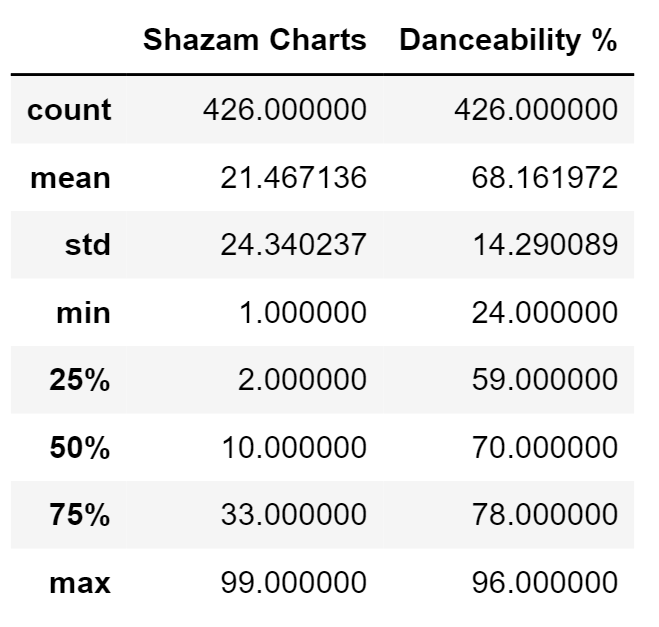 Shazam Charts Danceability %
count 426.000000 426.000000
mean 21.467136 68.161972
std 24.340237 14.290089
min 1.000000 24.000000
25% 2.000000 59.000000
50% 10.000000 70.000000
75% 33.000000 78.000000
max 99.000000 96.000000